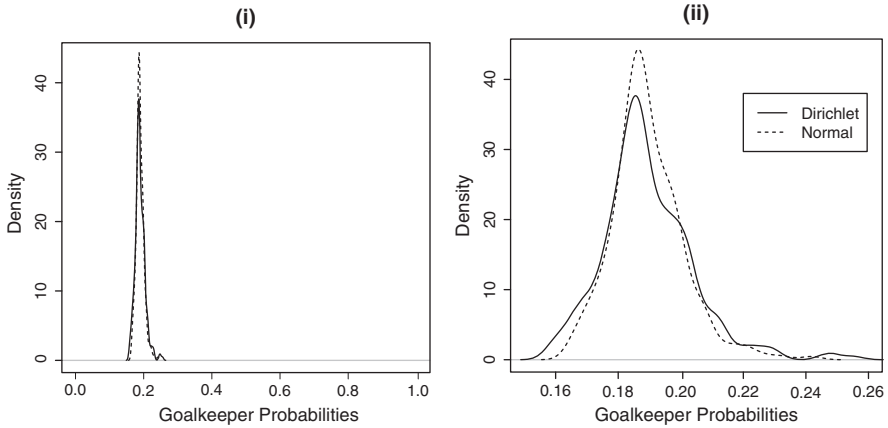 (i)
Density
0
10
20
30
40
0.0 0.2 0.4 0.6 0.8 1.0
Goalkeeper Probabilities
(ii)
Density
0
10
20
30
40
Dirichlet
Normal
0.16 0.18 0.20 0.22 0.24 0.26
Goalkeeper Probabilities